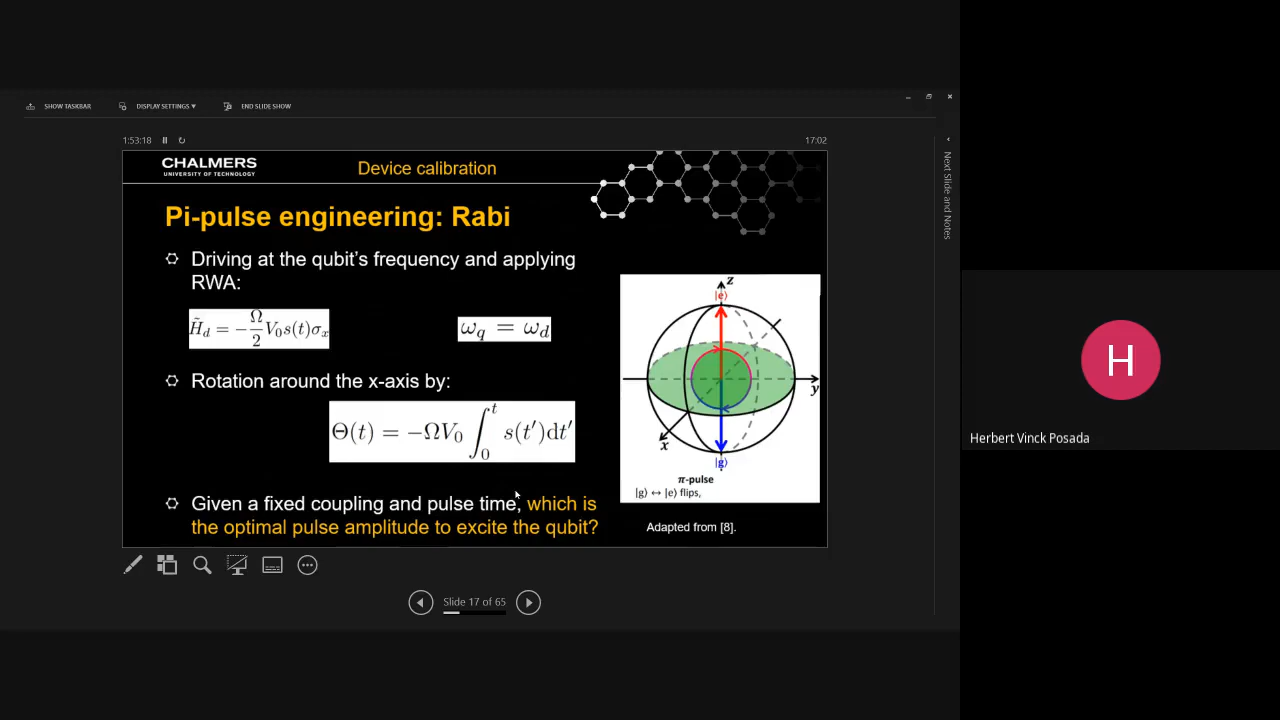 SHOW TASKBAR
DISPLAY SETTINGS ▾
END SLIDE SHOW
1:53:18
17:02
CHALMERS
UNIVERSITY OF TECHNOLOGY
Device calibration
Pi-pulse engineering: Rabi
Driving at the qubit's frequency and applying
RWA:
H̃_d = −Ω/2 V₀s(t)σₓ
ω_q = ω_d
Rotation around the x-axis by:
Θ(t) = −ΩV₀ ∫₀ᵗ s(t′)dt′
Given a fixed coupling and pulse time, which is
the optimal pulse amplitude to excite the qubit?
z
|e⟩
y
x
|g⟩
π-pulse
|g⟩ ↔ |e⟩ flips,
Adapted from [8].
Slide 17 of 65
Next Slide and Notes
H
Herbert Vinck Posada